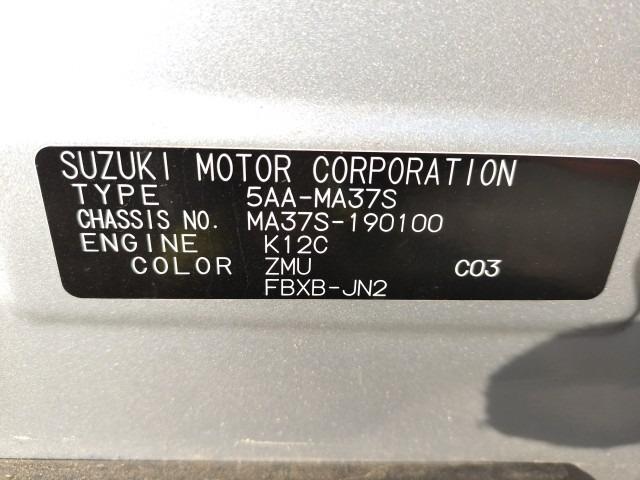 SUZUKI MOTOR CORPORATION
TYPE 5AA-MA37S
CHASSIS NO. MA37S-190100
ENGINE K12C
COLOR ZMU C03
FBXB-JN2